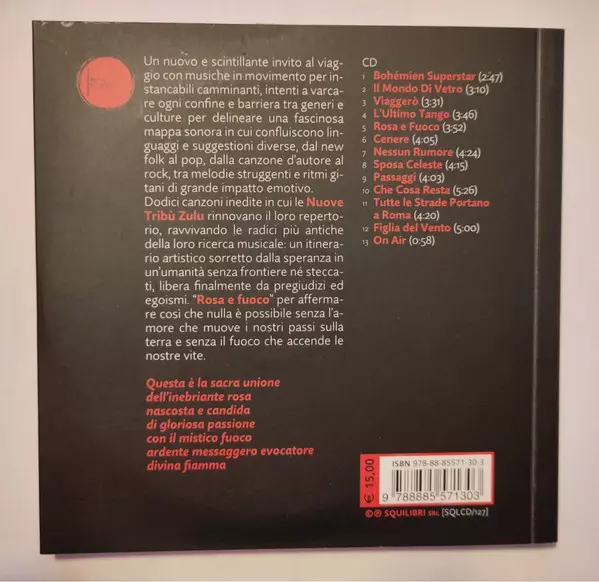 Un nuovo e scintillante invito al viag-
gio con musiche in movimento per in-
stancabili camminanti, intenti a varca-
re ogni confine e barriera tra generi e
culture per delineare una fascinosa
mappa sonora in cui confluiscono lin-
guaggi e suggestioni diverse, dal new
folk al pop, dalla canzone d'autore al
rock, tra melodie struggenti e ritmi gi-
tani di grande impatto emotivo.
Dodici canzoni inedite in cui le Nuove
Tribù Zulu rinnovano il loro reperto-
rio, ravvivando le radici più antiche
della loro ricerca musicale: un itinera-
rio artistico sorretto dalla speranza in
un'umanità senza frontiere né stecca-
ti, libera finalmente da pregiudizi ed
egoismi. "Rosa e fuoco" per afferma-
re così che nulla è possibile senza l'a-
more che muove i nostri passi sulla
terra e senza il fuoco che accende le
nostre vite.
Questa è la sacra unione
dell'inebriante rosa
nascosta e candida
di gloriosa passione
con il mistico fuoco
ardente messaggero evocatore
divina fiamma
CD
1 Bohémien Superstar (2:47)
2 Il Mondo Di Vetro (3:10)
3 Viaggerò (3:31)
4 L'Ultimo Tango (3:46)
5 Rosa e Fuoco (3:52)
6 Cenere (4:05)
7 Nessun Rumore (4:24)
8 Sposa Celeste (4:15)
9 Passaggi (4:03)
10 Che Cosa Resta (5:26)
11 Tutte le Strade Portano
a Roma (4:20)
12 Figlia del Vento (5:00)
13 On Air (0:58)
€ 15,00
ISBN 978-88-85571-30-3
9 788885 571303
©℗ SQUILIBRI SRL [SQLCD/127]